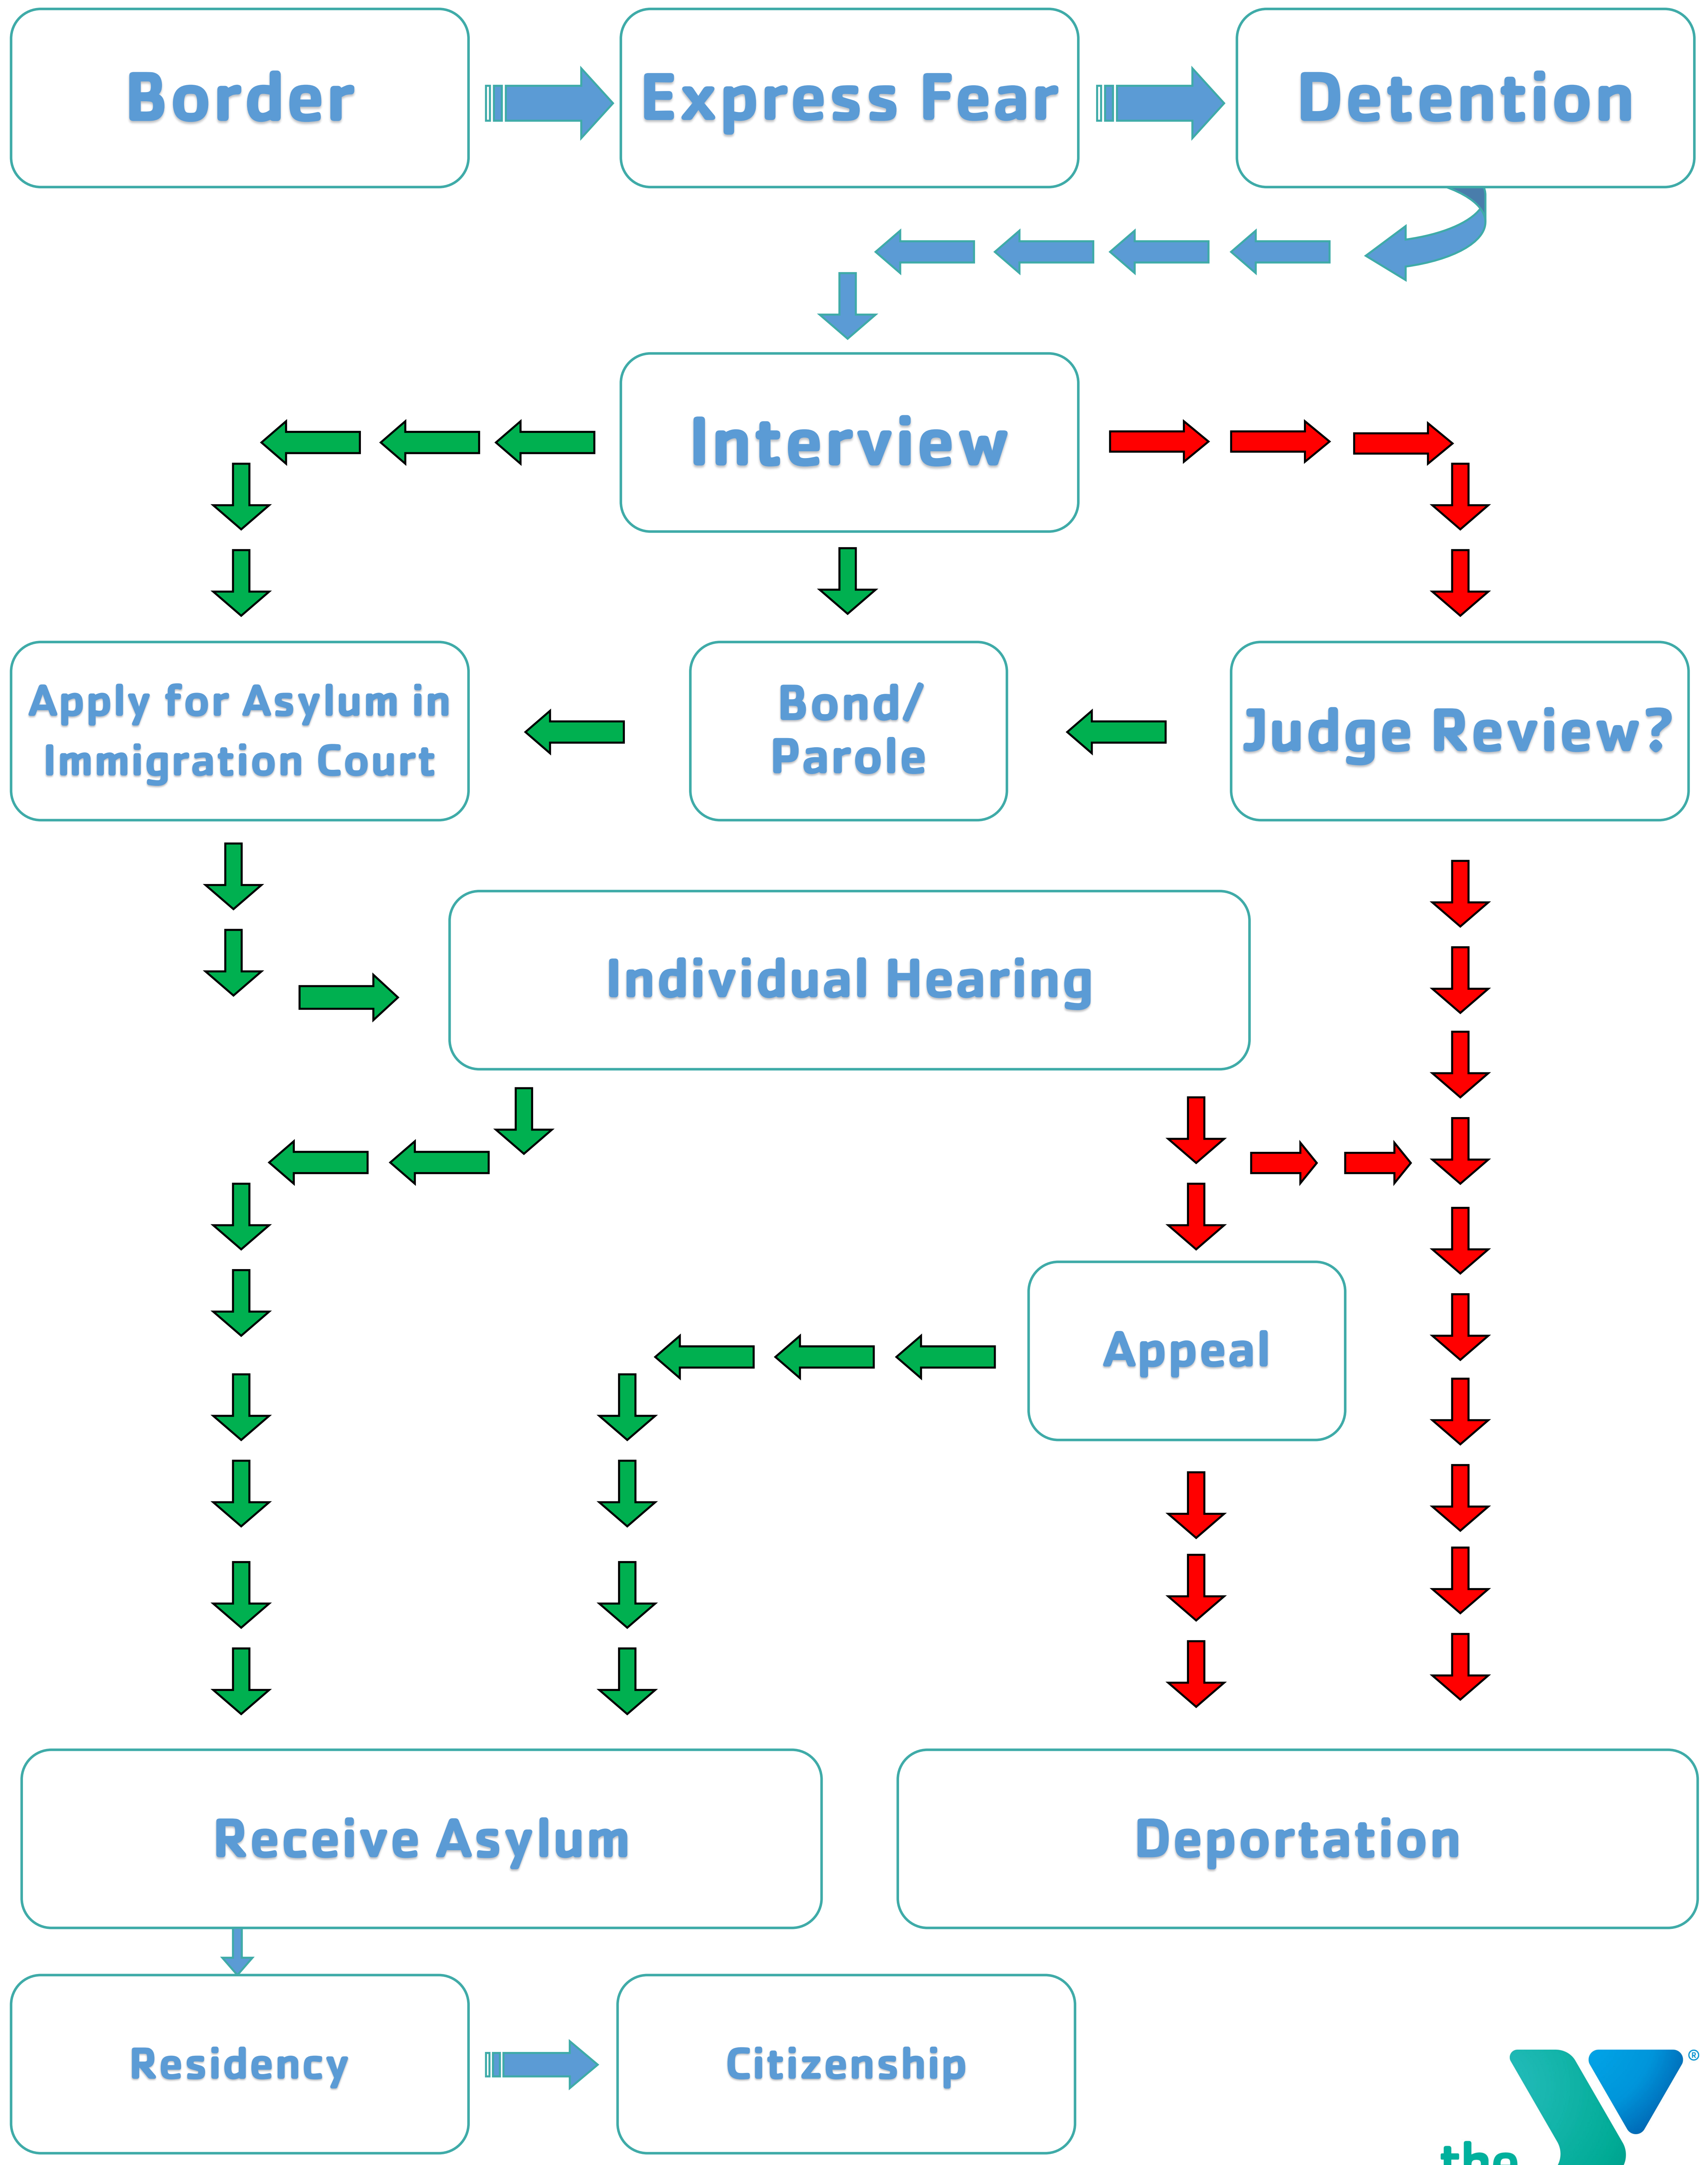 Border
Express Fear
Detention
Interview
Apply for Asylum in
Immigration Court
Bond/
Parole
Judge Review?
Individual Hearing
Appeal
Receive Asylum
Deportation
Residency
Citizenship
®
the